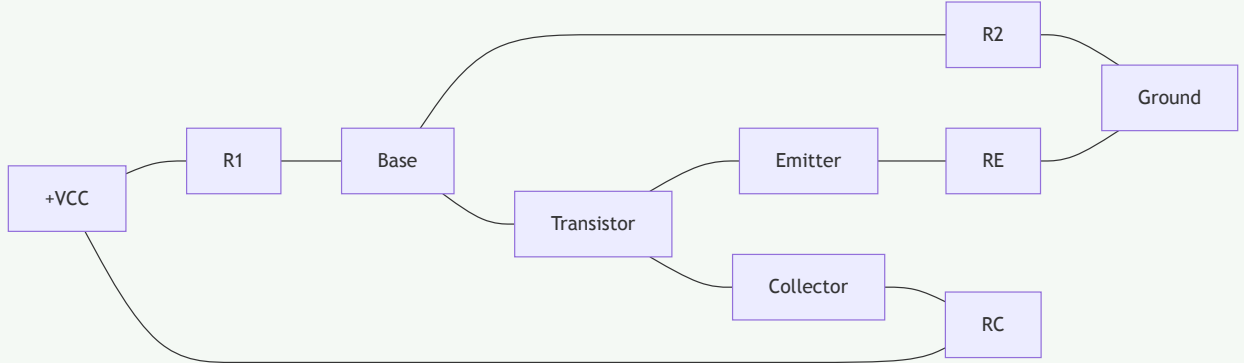 R2
Ground
R1
Base
Emitter
RE
+VCC
Transistor
Collector
RC